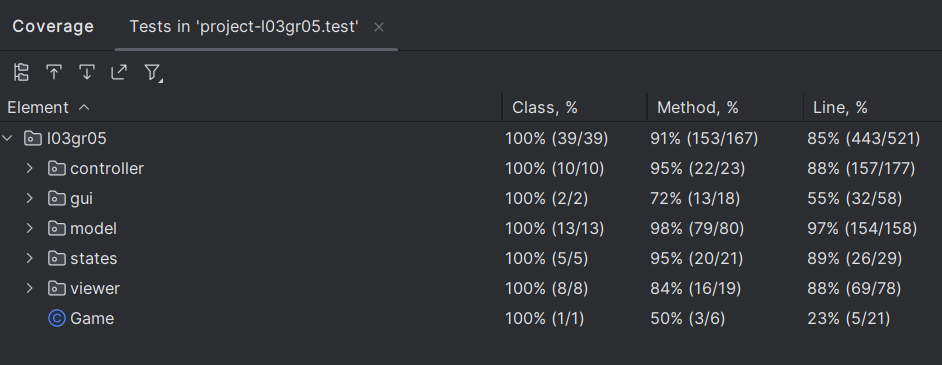 Coverage Tests in 'project-l03gr05.test' ×
Element Class, % Method, % Line, %
l03gr05 100% (39/39) 91% (153/167) 85% (443/521)
controller 100% (10/10) 95% (22/23) 88% (157/177)
gui 100% (2/2) 72% (13/18) 55% (32/58)
model 100% (13/13) 98% (79/80) 97% (154/158)
states 100% (5/5) 95% (20/21) 89% (26/29)
viewer 100% (8/8) 84% (16/19) 88% (69/78)
C Game 100% (1/1) 50% (3/6) 23% (5/21)